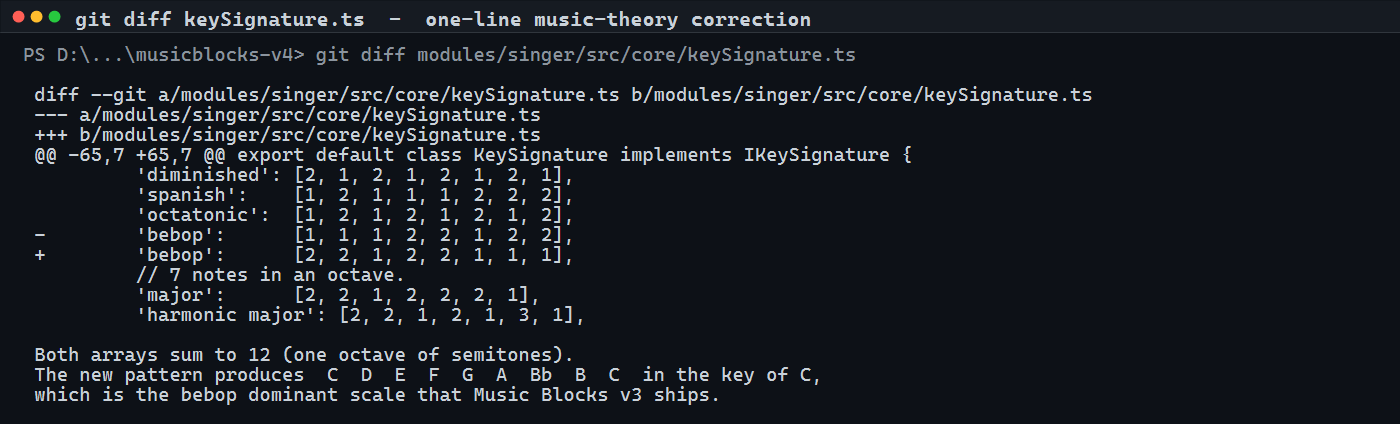 git diff keySignature.ts  –  one-line music-theory correction
PS D:\...\musicblocks-v4> git diff modules/singer/src/core/keySignature.ts
diff --git a/modules/singer/src/core/keySignature.ts b/modules/singer/src/core/keySignature.ts
--- a/modules/singer/src/core/keySignature.ts
+++ b/modules/singer/src/core/keySignature.ts
@@ -65,7 +65,7 @@ export default class KeySignature implements IKeySignature {
         'diminished': [2, 1, 2, 1, 2, 1, 2, 1],
         'spanish':    [1, 2, 1, 1, 1, 2, 2, 2],
         'octatonic':  [1, 2, 1, 2, 1, 2, 1, 2],
-        'bebop':      [1, 1, 1, 2, 2, 1, 2, 2],
+        'bebop':      [2, 2, 1, 2, 2, 1, 1, 1],
         // 7 notes in an octave.
         'major':      [2, 2, 1, 2, 2, 2, 1],
         'harmonic major': [2, 2, 1, 2, 1, 3, 1],
Both arrays sum to 12 (one octave of semitones).
The new pattern produces  C  D  E  F  G  A  Bb  B  C  in the key of C,
which is the bebop dominant scale that Music Blocks v3 ships.